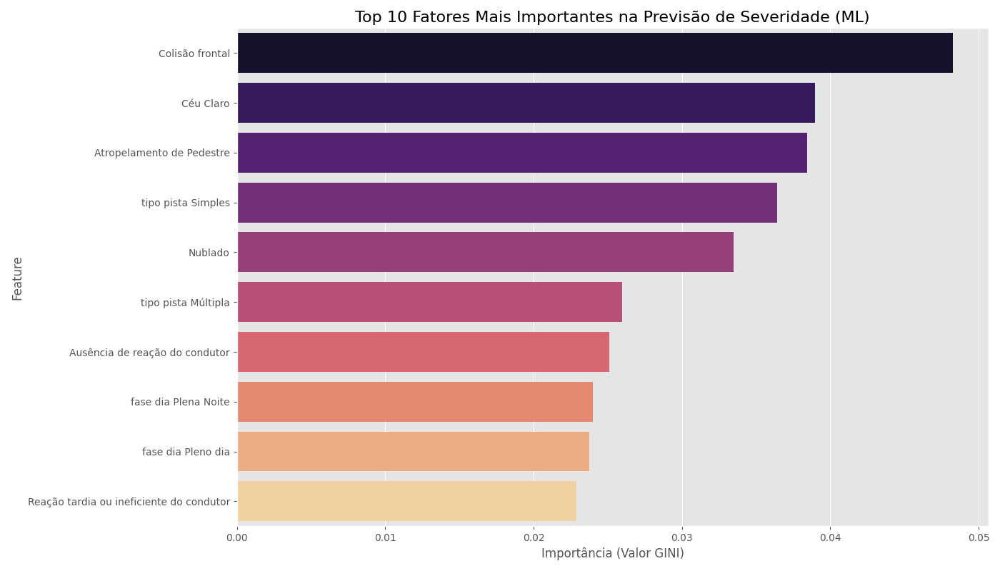 Top 10 Fatores Mais Importantes na Previsão de Severidade (ML)
Feature
Colisão frontal
Céu Claro
Atropelamento de Pedestre
tipo pista Simples
Nublado
tipo pista Múltipla
Ausência de reação do condutor
fase dia Plena Noite
fase dia Pleno dia
Reação tardia ou ineficiente do condutor
0.00 0.01 0.02 0.03 0.04 0.05
Importância (Valor GINI)